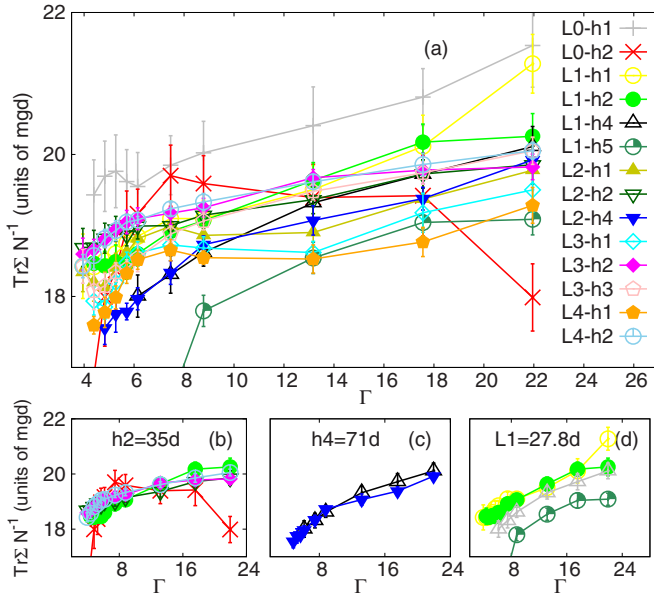 22
20
18
TrΣ N⁻¹ (units of mgd)
(a)
4 6 8 10 12 14 16 18 20 22 24 26
Γ
L0-h1
L0-h2
L1-h1
L1-h2
L1-h4
L1-h5
L2-h1
L2-h2
L2-h4
L3-h1
L3-h2
L3-h3
L4-h1
L4-h2
TrΣ N⁻¹ (units of mgd)
22
20
18
h2=35d (b)
8 16 24
Γ
h4=71d (c)
8 16 24
Γ
L1=27.8d (d)
8 16 24
Γ